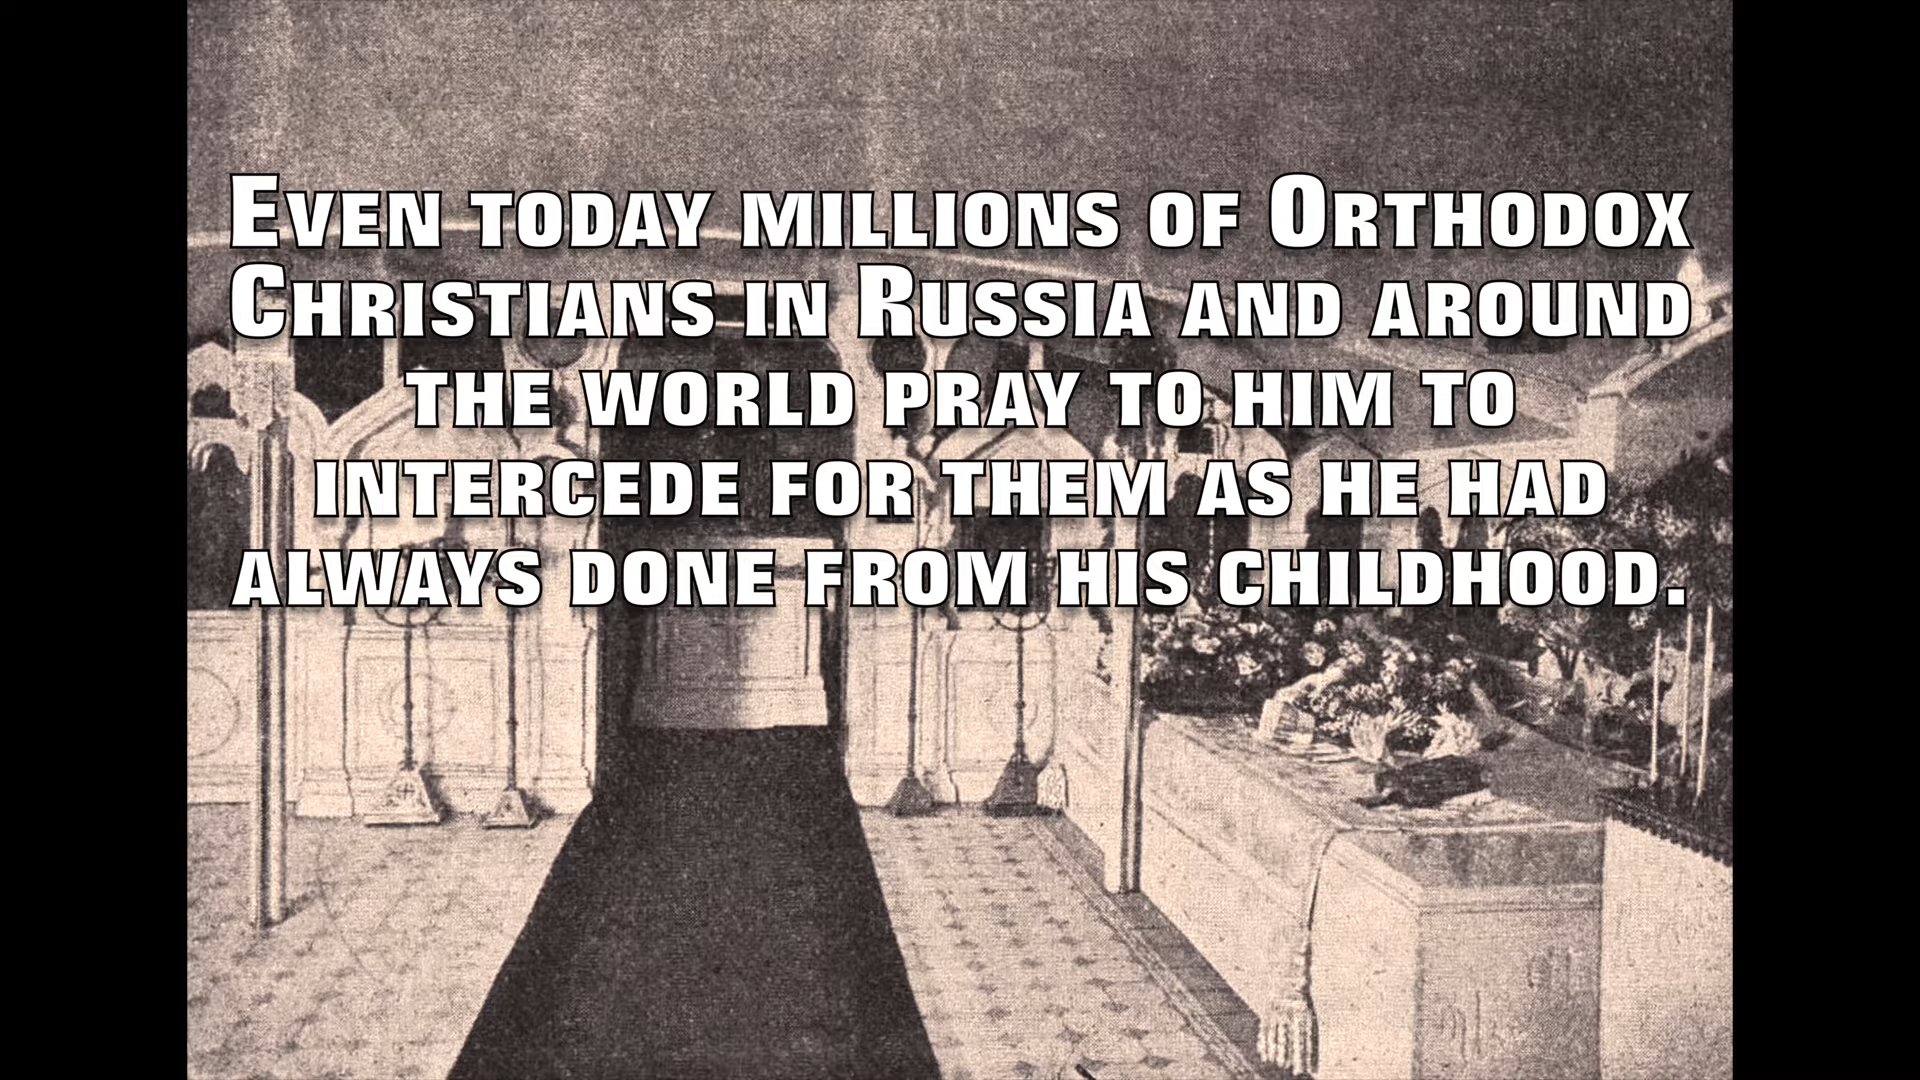 Even today millions of Orthodox
Christians in Russia and around
the world pray to him to
intercede for them as he had
always done from his childhood.